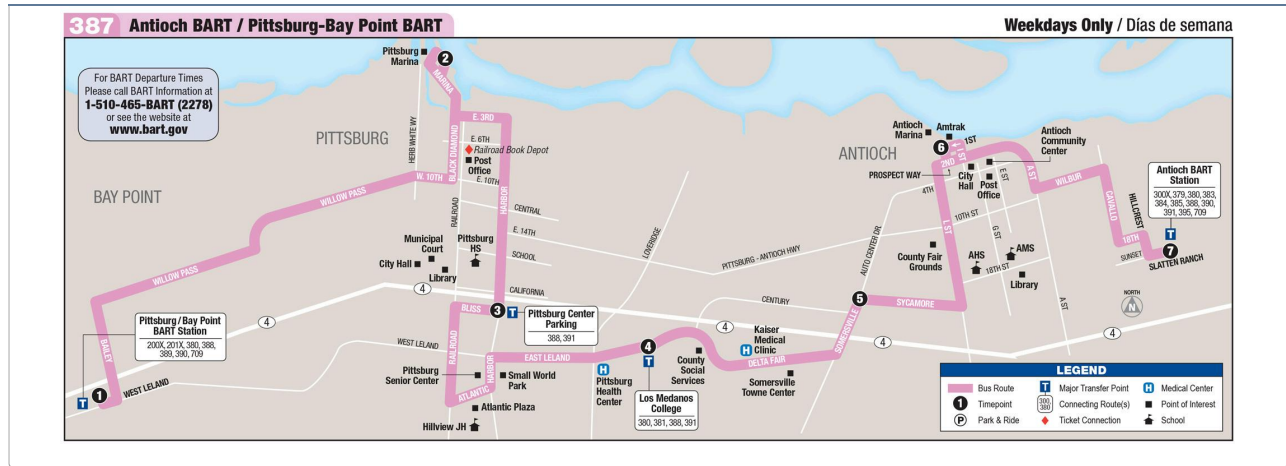 387 Antioch BART / Pittsburg-Bay Point BART
Weekdays Only / Días de semana
For BART Departure Times
Please call BART Information at
1-510-465-BART (2278)
or see the website at
www.bart.gov
Pittsburg
Marina
2
MARINA
PITTSBURG
HERB WHITE WY
BLACK DIAMOND
E. 3RD
E. 6TH
Railroad Book Depot
Post
Office
W. 10TH
E. 10TH
HARBOR
RAILROAD
CENTRAL
E. 14TH
SCHOOL
CALIFORNIA
BAY POINT
WILLOW PASS
WILLOW PASS
Municipal
Court
City Hall
Library
Pittsburg
HS
4
4
BAILEY
Pittsburg/Bay Point
BART Station
200X, 201X, 380, 388,
389, 390, 709
T
1
WEST LELAND
WEST LELAND
BLISS
3
T
Pittsburg Center
Parking
388, 391
RAILROAD
HARBOR
ATLANTIC
Pittsburg
Senior Center
Small World
Park
Atlantic Plaza
Hillview JH
EAST LELAND
H
Pittsburg
Health
Center
4
T
Los Medanos
College
380, 381, 388, 391
LOVERIDGE
PITTSBURG - ANTIOCH HWY
CENTURY
4
County
Social
Services
Kaiser
Medical
Clinic
H
DELTA FAIR
Somersville
Towne Center
SOMERSVILLE
5
4
AUTO CENTER DR.
SYCAMORE
ANTIOCH
Antioch
Marina
Amtrak
6
1ST
I ST
2ND
PROSPECT WAY
City
Hall
Post
Office
Antioch
Community
Center
4TH
10TH ST
L ST
E ST
G ST
County Fair
Grounds
AHS
AMS
18TH ST
Library
A ST
A ST
WILBUR
CAVALLO
HILLCREST
18TH
SUNSET
SLATTEN RANCH
Antioch BART
Station
300X, 379, 380, 383,
384, 385, 388, 390,
391, 395, 709
T
7
NORTH
N
4
LEGEND
Bus Route
T Major Transfer Point
H Medical Center
1 Timepoint
300
380
Connecting Route(s)
Point of Interest
P Park & Ride
Ticket Connection
School